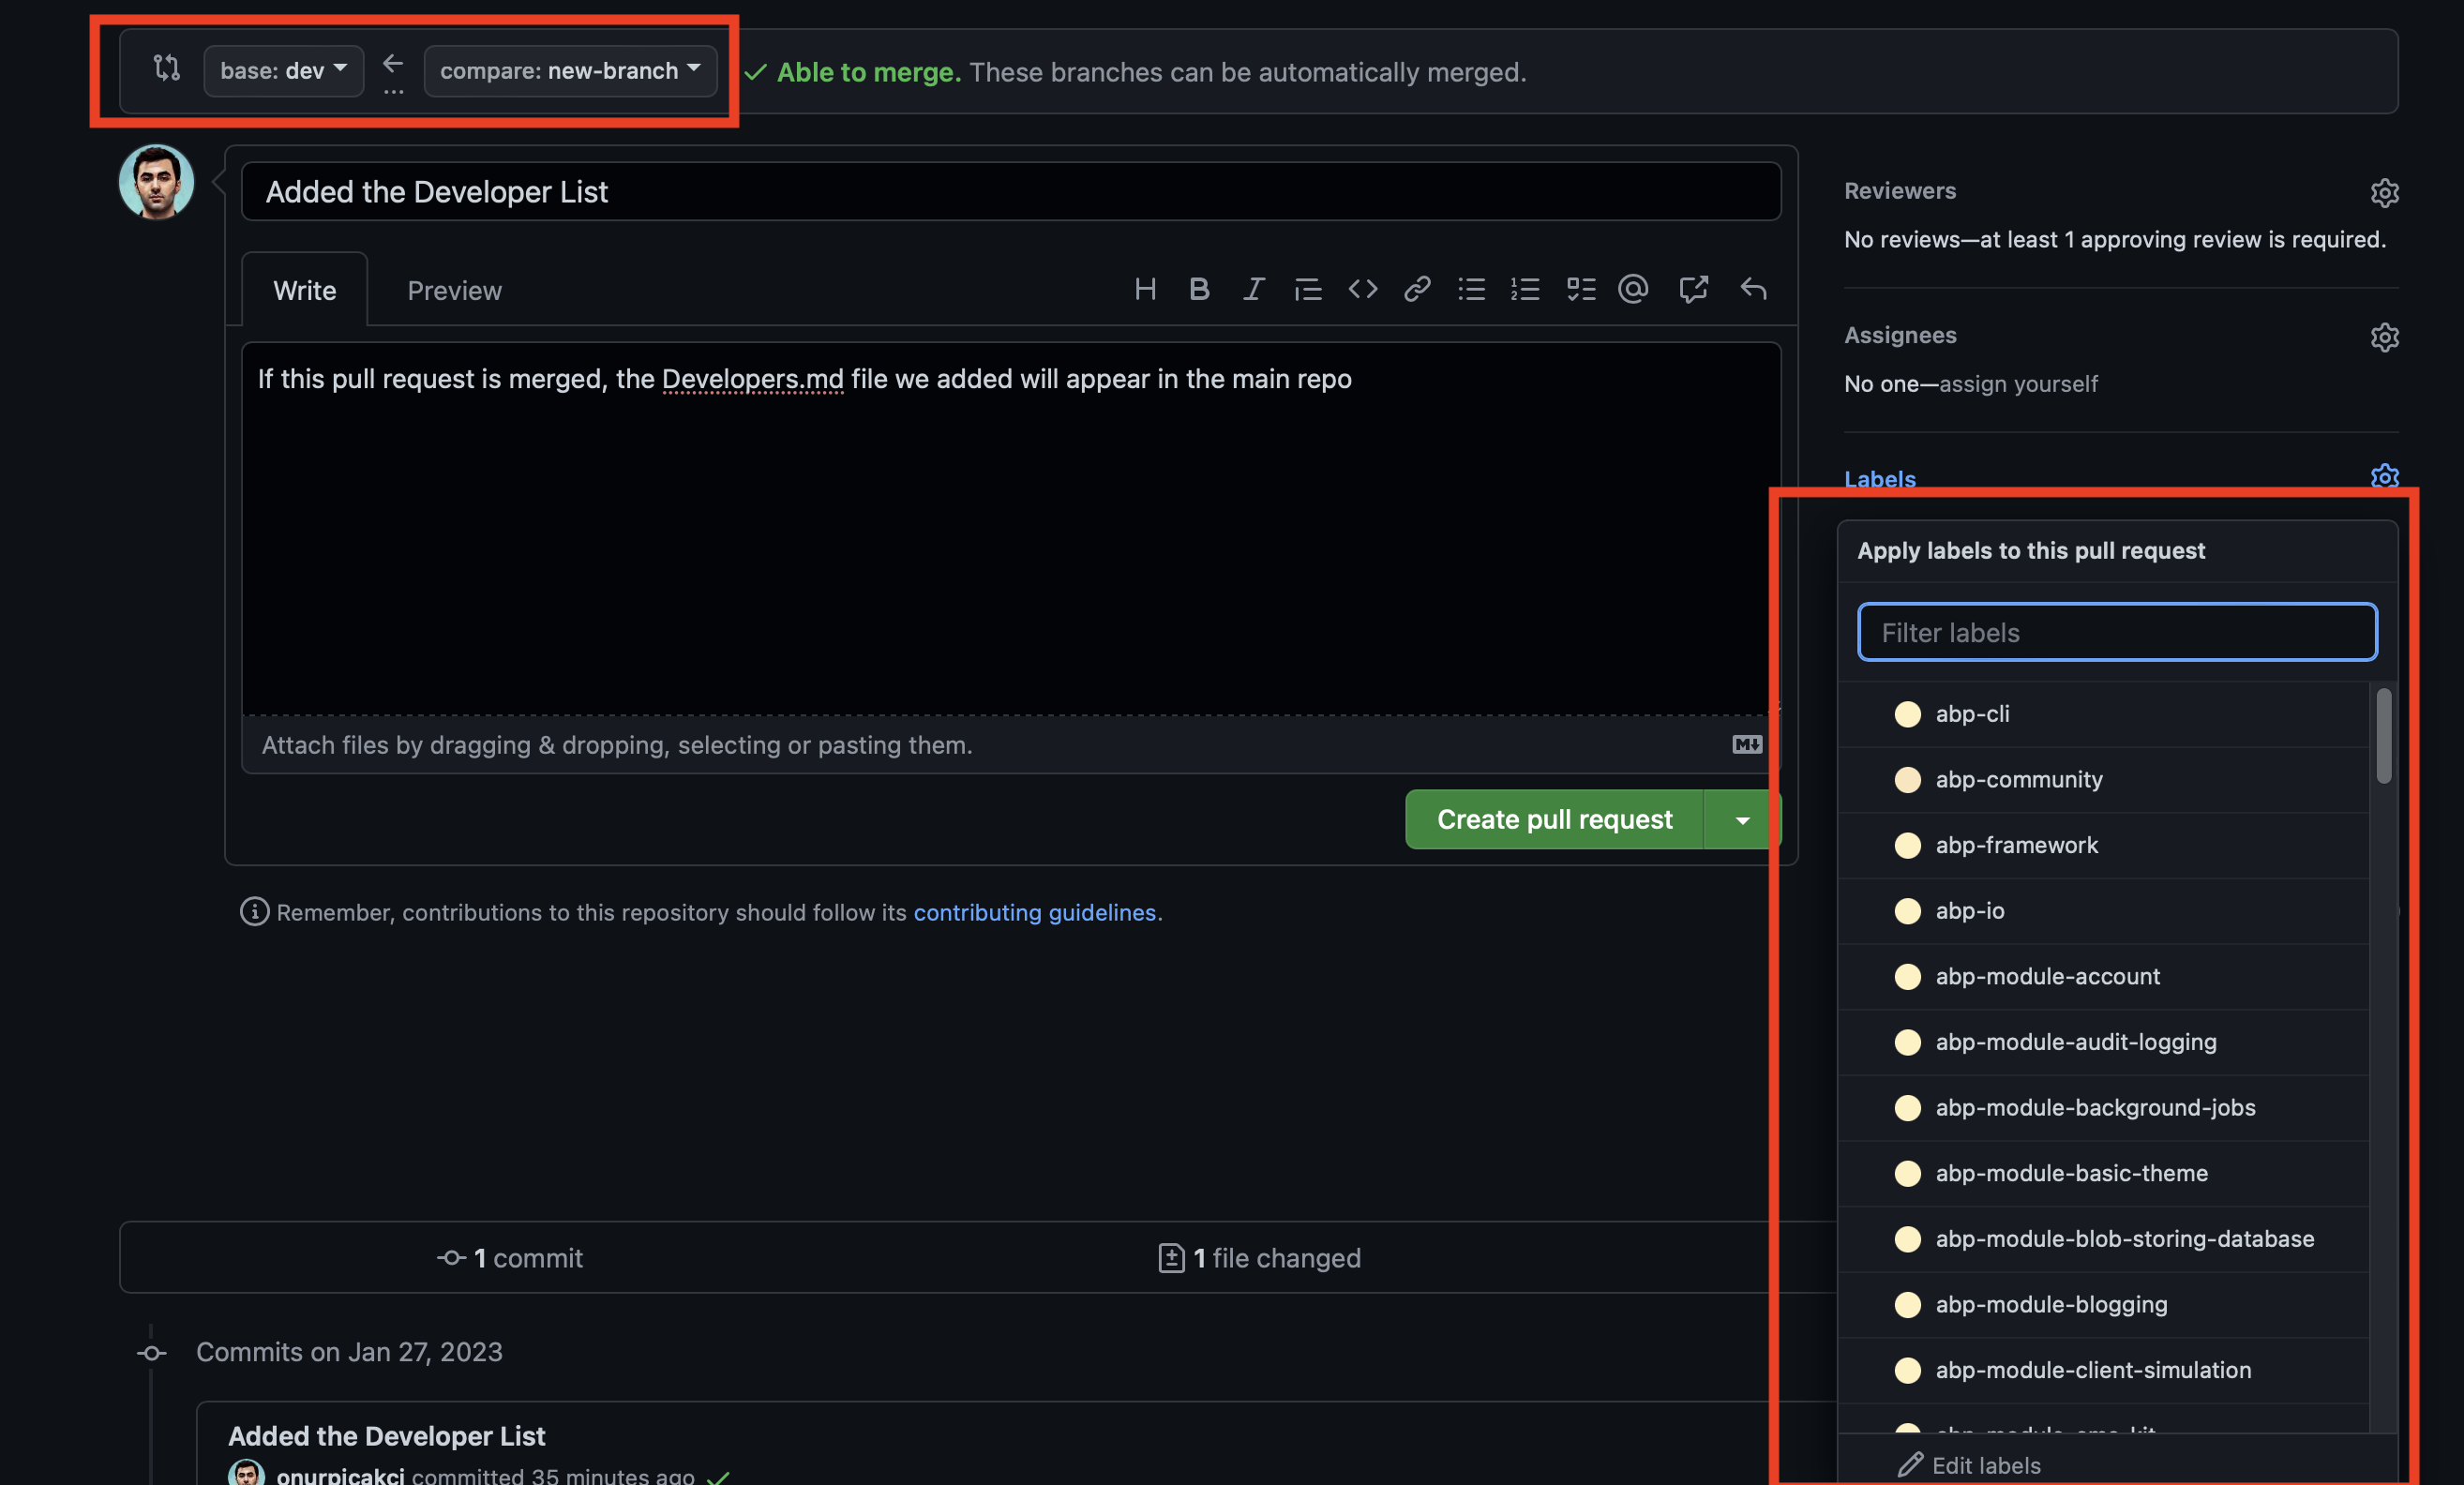 base: dev
compare: new-branch
Able to merge. These branches can be automatically merged.
Added the Developer List
Write
Preview
If this pull request is merged, the Developers.md file we added will appear in the main repo
Attach files by dragging & dropping, selecting or pasting them.
Create pull request
Remember, contributions to this repository should follow its contributing guidelines.
Reviewers
No reviews—at least 1 approving review is required.
Assignees
No one—assign yourself
Labels
Apply labels to this pull request
Filter labels
abp-cli
abp-community
abp-framework
abp-io
abp-module-account
abp-module-audit-logging
abp-module-background-jobs
abp-module-basic-theme
abp-module-blob-storing-database
abp-module-blogging
abp-module-client-simulation
Edit labels
1 commit
1 file changed
Commits on Jan 27, 2023
Added the Developer List
onurpicakci committed 35 minutes ago